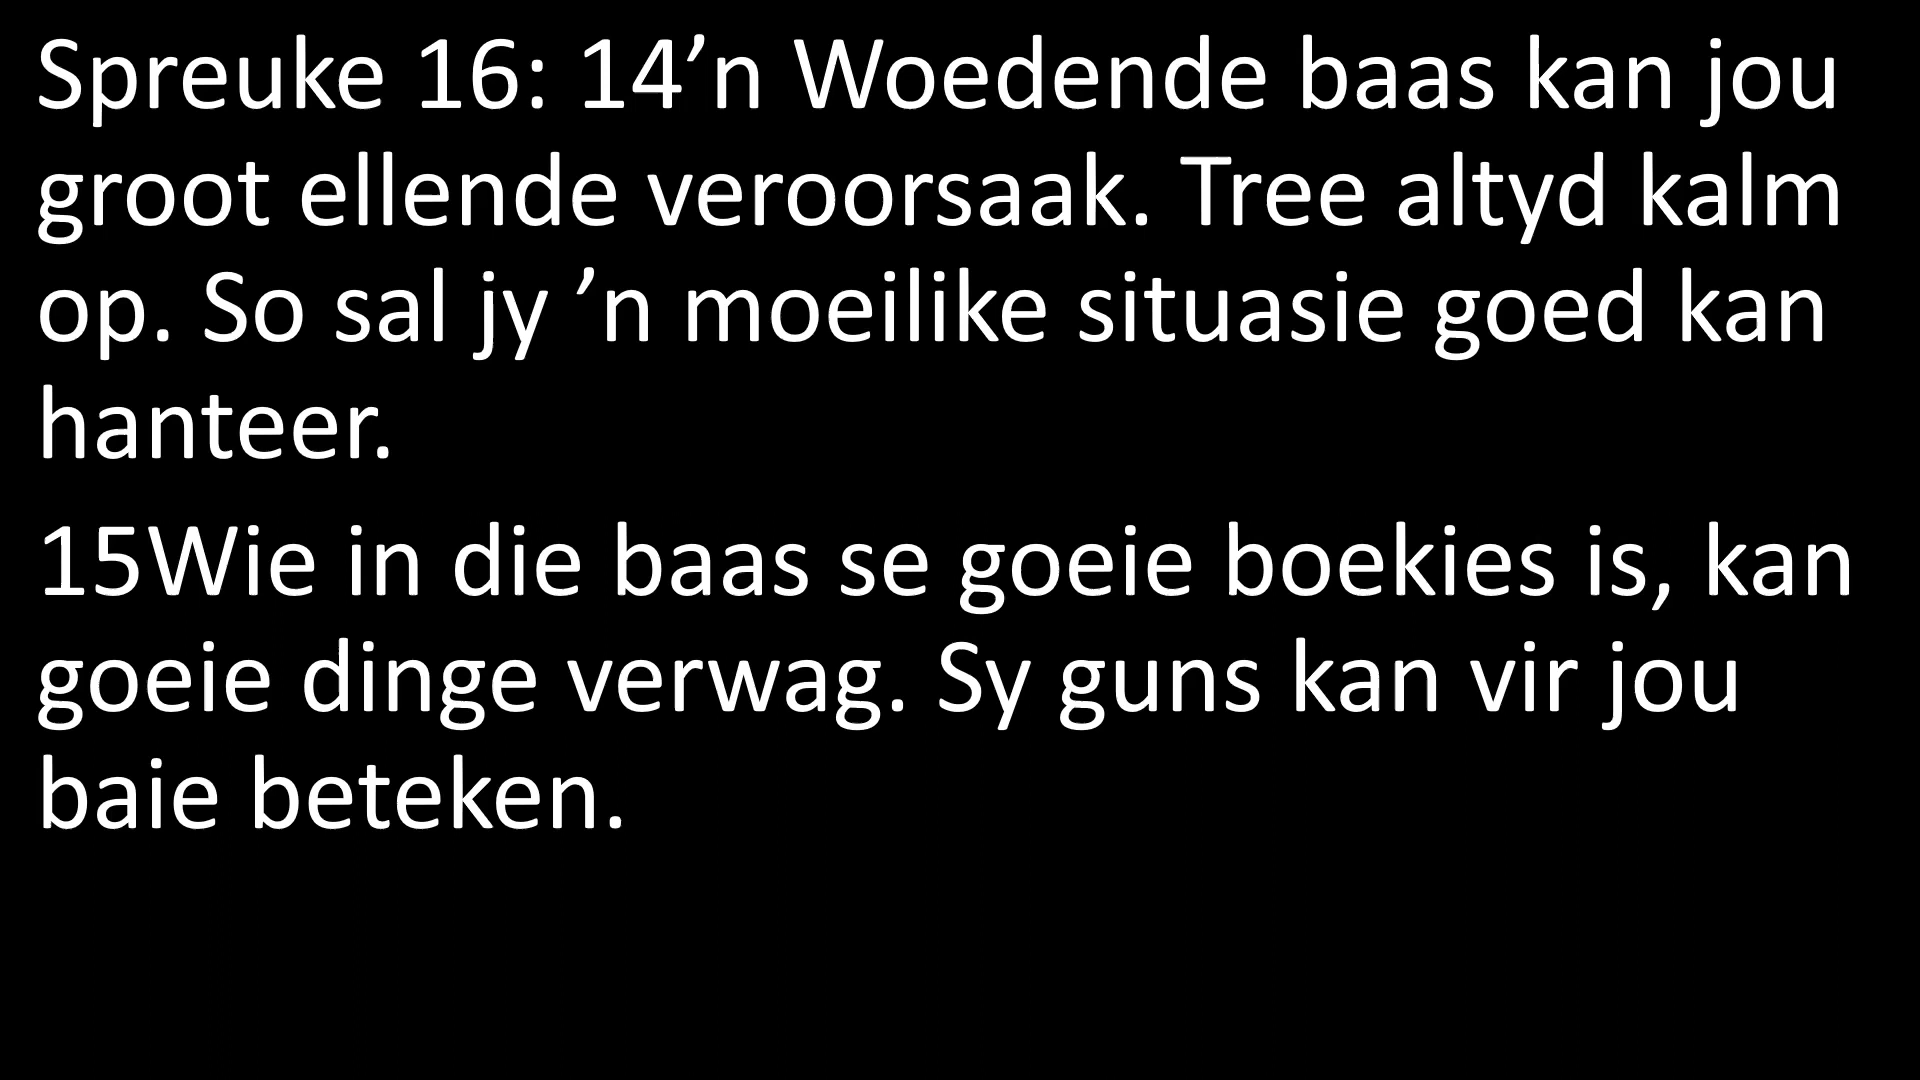 Spreuke 16: 14’n Woedende baas kan jou
groot ellende veroorsaak. Tree altyd kalm
op. So sal jy ’n moeilike situasie goed kan
hanteer.
15Wie in die baas se goeie boekies is, kan
goeie dinge verwag. Sy guns kan vir jou
baie beteken.